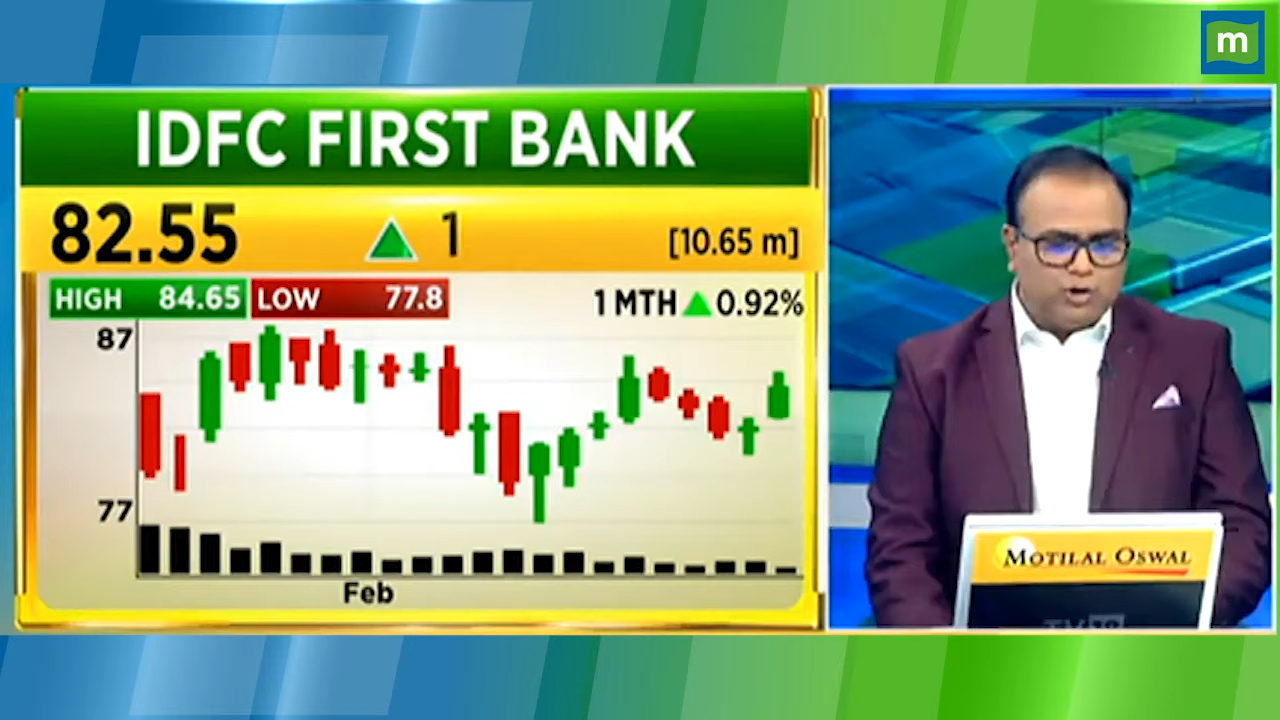 m
IDFC FIRST BANK
82.55 ▲ 1 [10.65 m]
HIGH 84.65 LOW 77.8 1 MTH ▲ 0.92%
87
77
Feb
MOTILAL OSWAL